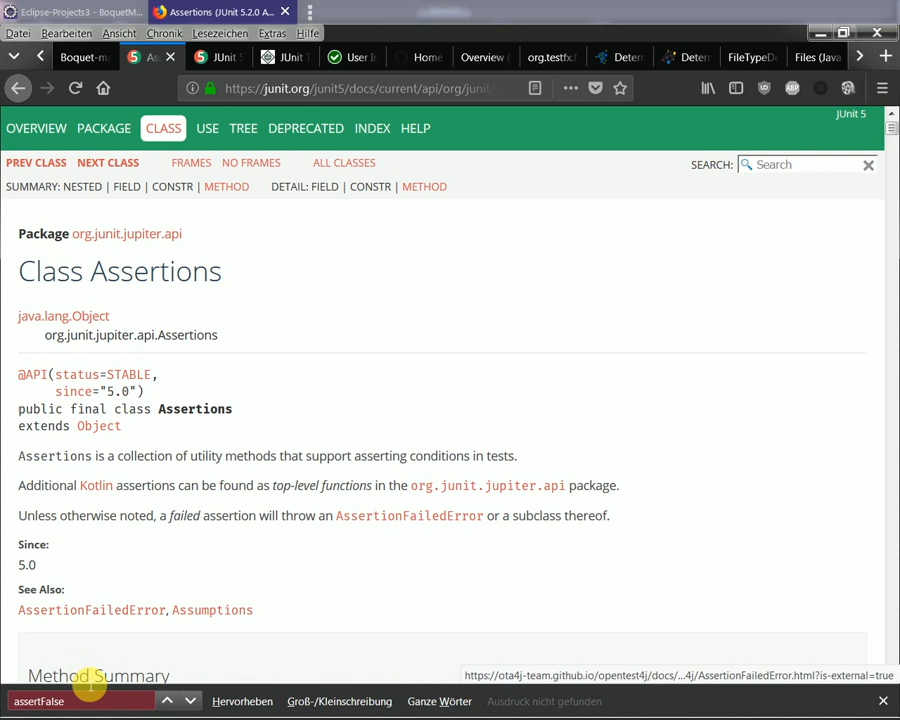 Eclipse-Projects3 - BoquetM...
Assertions (JUnit 5.2.0 A...
Datei Bearbeiten Ansicht Chronik Lesezeichen Extras Hilfe
Boquet-m
As
JUnit 5
JUnit T
User I
Home
Overview (
org.testfx.
Detern
Detern
FileTypeDe
Files (Java
https://junit.org/junit5/docs/current/api/org/junit
JUnit 5
OVERVIEW PACKAGE CLASS USE TREE DEPRECATED INDEX HELP
PREV CLASS NEXT CLASS FRAMES NO FRAMES ALL CLASSES
SEARCH: Search
SUMMARY: NESTED | FIELD | CONSTR | METHOD DETAIL: FIELD | CONSTR | METHOD
Package org.junit.jupiter.api
Class Assertions
java.lang.Object
org.junit.jupiter.api.Assertions
@API(status=STABLE,
since="5.0")
public final class Assertions
extends Object
Assertions is a collection of utility methods that support asserting conditions in tests.
Additional Kotlin assertions can be found as top-level functions in the org.junit.jupiter.api package.
Unless otherwise noted, a failed assertion will throw an AssertionFailedError or a subclass thereof.
Since:
5.0
See Also:
AssertionFailedError, Assumptions
Method Summary
https://ota4j-team.github.io/opentest4j/docs/...4j/AssertionFailedError.html?is-external=true
assertFalse
Hervorheben Groß-/Kleinschreibung Ganze Wörter Ausdruck nicht gefunden